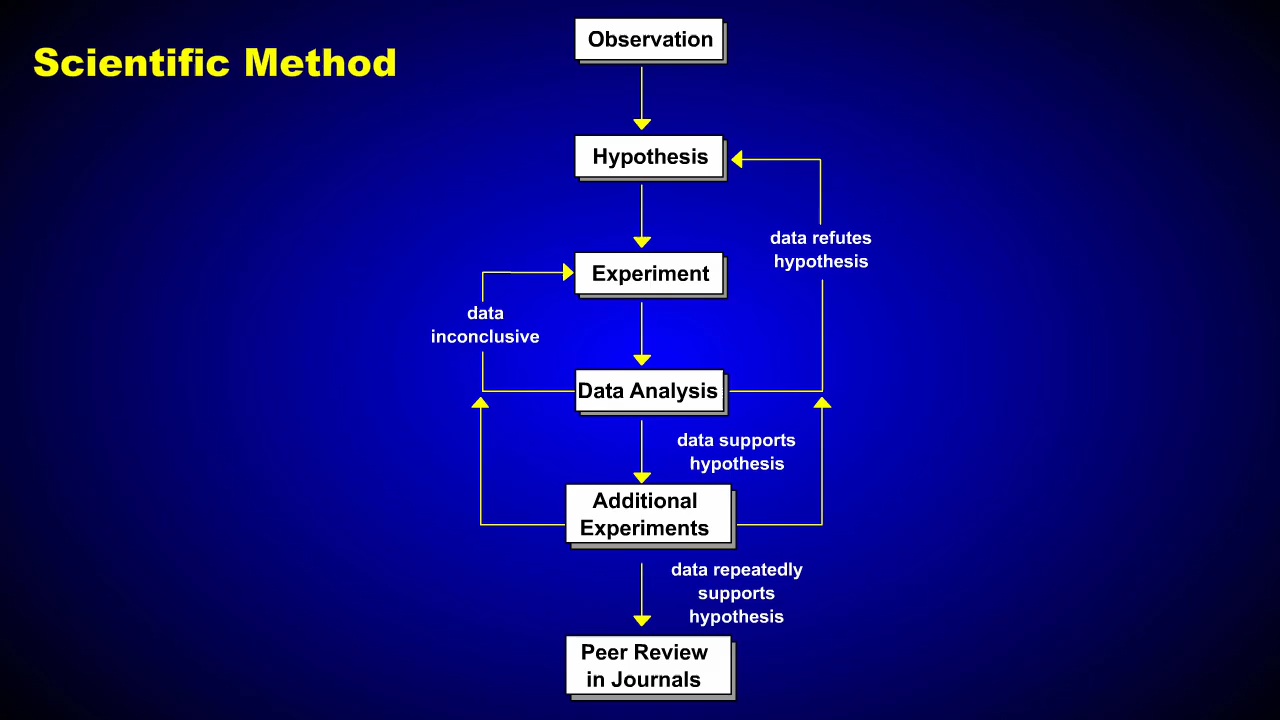 Scientific Method
Observation
Hypothesis
data refutes
hypothesis
Experiment
data
inconclusive
Data Analysis
data supports
hypothesis
Additional
Experiments
data repeatedly
supports
hypothesis
Peer Review
in Journals